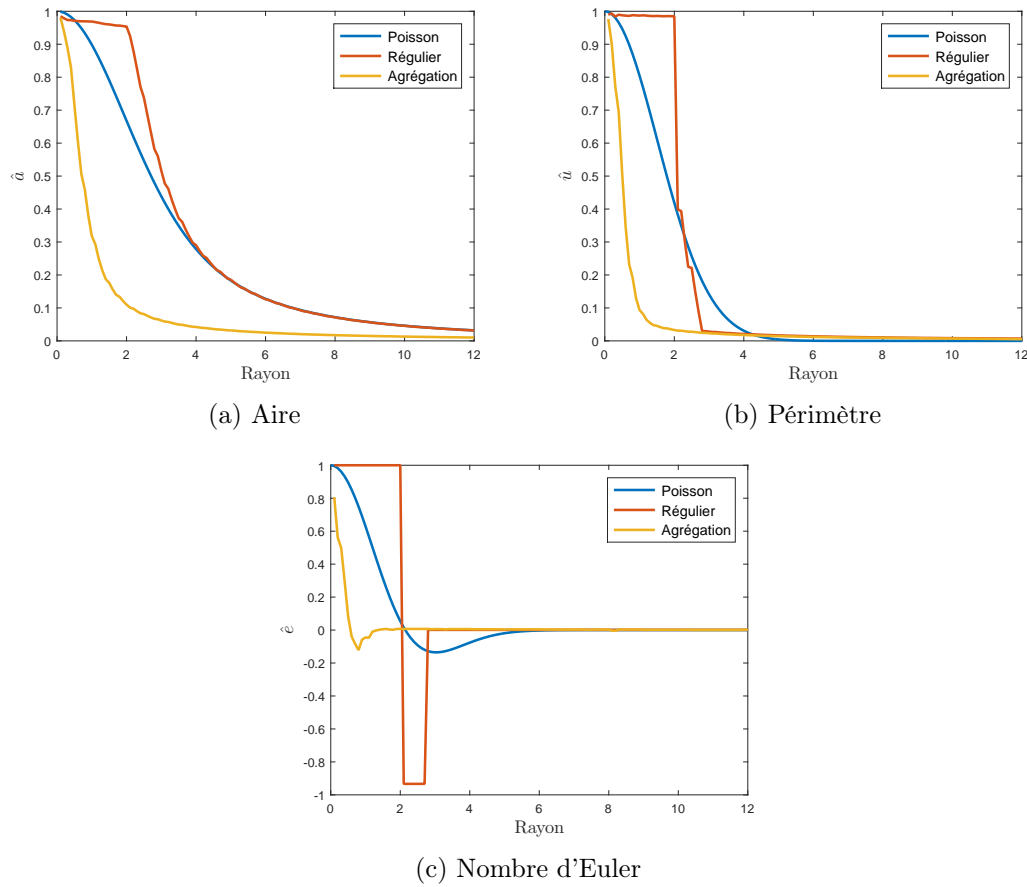 1
0.9
0.8
0.7
0.6
0.5
0.4
0.3
0.2
0.1
0
â
0 2 4 6 8 10 12
Rayon
Poisson
Régulier
Agrégation
(a) Aire
1
0.9
0.8
0.7
0.6
0.5
0.4
0.3
0.2
0.1
0
û
0 2 4 6 8 10 12
Rayon
Poisson
Régulier
Agrégation
(b) Périmètre
1
0.8
0.6
0.4
0.2
0
-0.2
-0.4
-0.6
-0.8
-1
ê
0 2 4 6 8 10 12
Rayon
Poisson
Régulier
Agrégation
(c) Nombre d'Euler